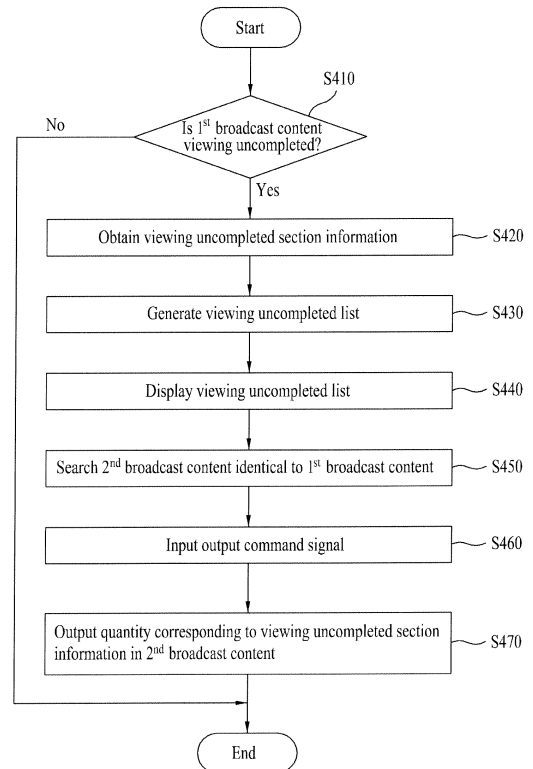 Start
S410
No
Is 1st broadcast content
viewing uncompleted?
Yes
Obtain viewing uncompleted section information
S420
Generate viewing uncompleted list
S430
Display viewing uncompleted list
S440
Search 2nd broadcast content identical to 1st broadcast content
S450
Input output command signal
S460
Output quantity corresponding to viewing uncompleted section
information in 2nd broadcast content
S470
End